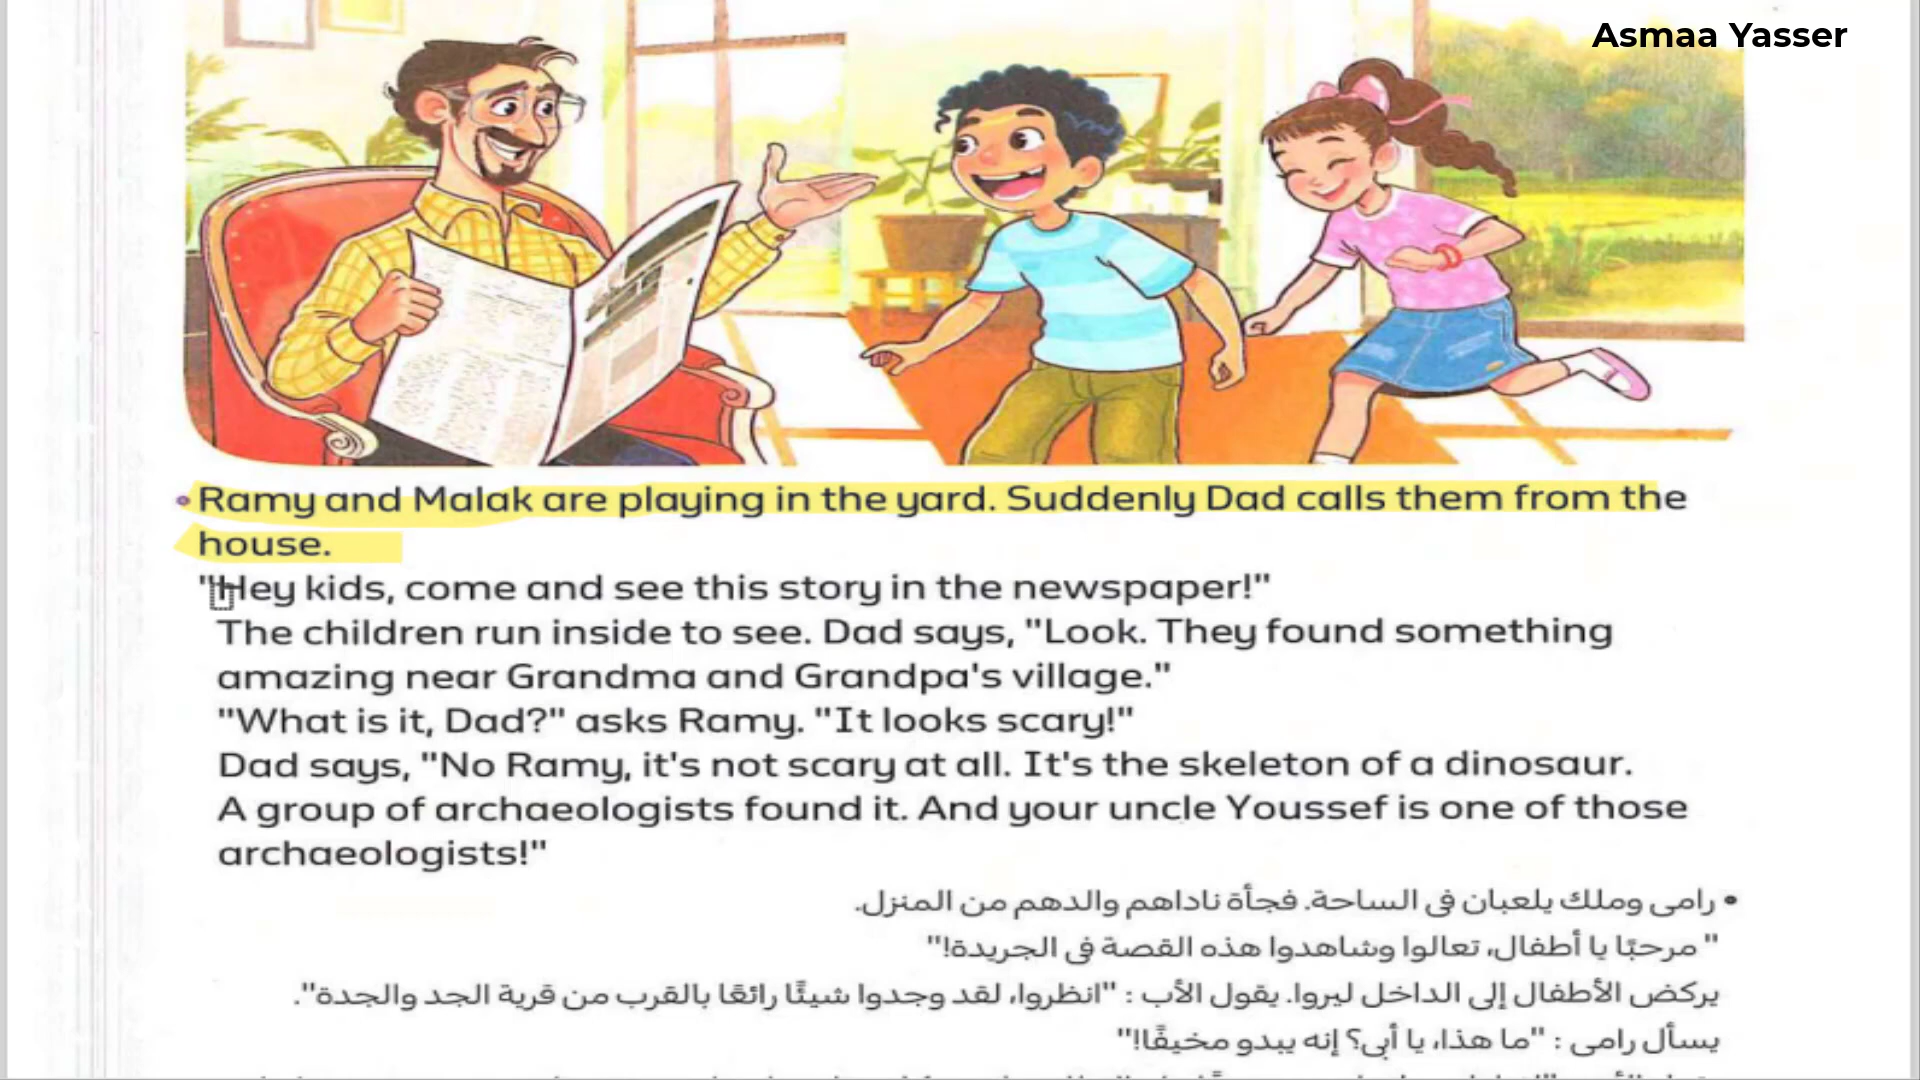 Asmaa Yasser
• Ramy and Malak are playing in the yard. Suddenly Dad calls them from the
house.
"Hey kids, come and see this story in the newspaper!"
The children run inside to see. Dad says, "Look. They found something
amazing near Grandma and Grandpa's village."
"What is it, Dad?" asks Ramy. "It looks scary!"
Dad says, "No Ramy, it's not scary at all. It's the skeleton of a dinosaur.
A group of archaeologists found it. And your uncle Youssef is one of those
archaeologists!"
• رامى وملك يلعبان فى الساحة. فجأة ناداهم والدهم من المنزل.
" مرحبًا يا أطفال، تعالوا وشاهدوا هذه القصة فى الجريدة!"
يركض الأطفال إلى الداخل ليروا. يقول الأب : "انظروا، لقد وجدوا شيئًا رائعًا بالقرب من قرية الجد والجدة".
يسأل رامى : "ما هذا، يا أبى؟ إنه يبدو مخيفًا!"